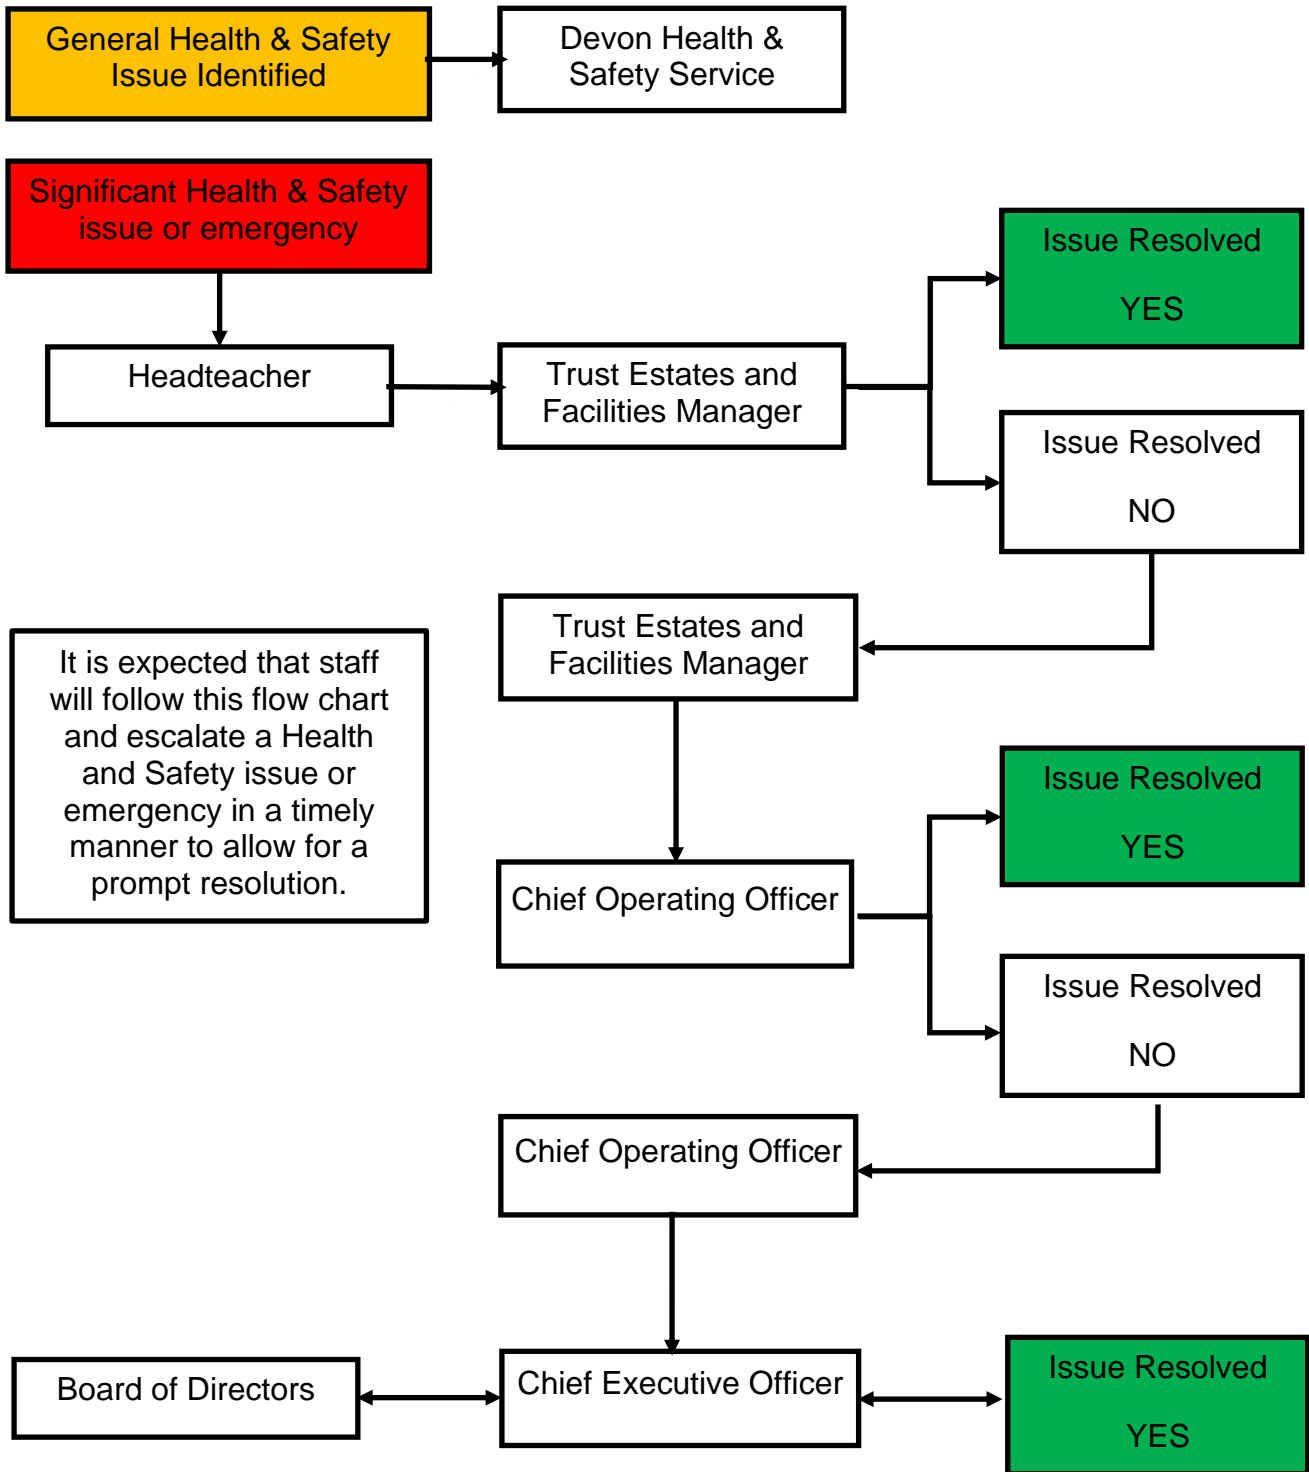 General Health & Safety
Issue Identified
Devon Health &
Safety Service
Significant Health & Safety
issue or emergency
Headteacher
Trust Estates and
Facilities Manager
Issue Resolved
YES
Issue Resolved
NO
Trust Estates and
Facilities Manager
It is expected that staff
will follow this flow chart
and escalate a Health
and Safety issue or
emergency in a timely
manner to allow for a
prompt resolution.
Chief Operating Officer
Issue Resolved
YES
Issue Resolved
NO
Chief Operating Officer
Board of Directors
Chief Executive Officer
Issue Resolved
YES